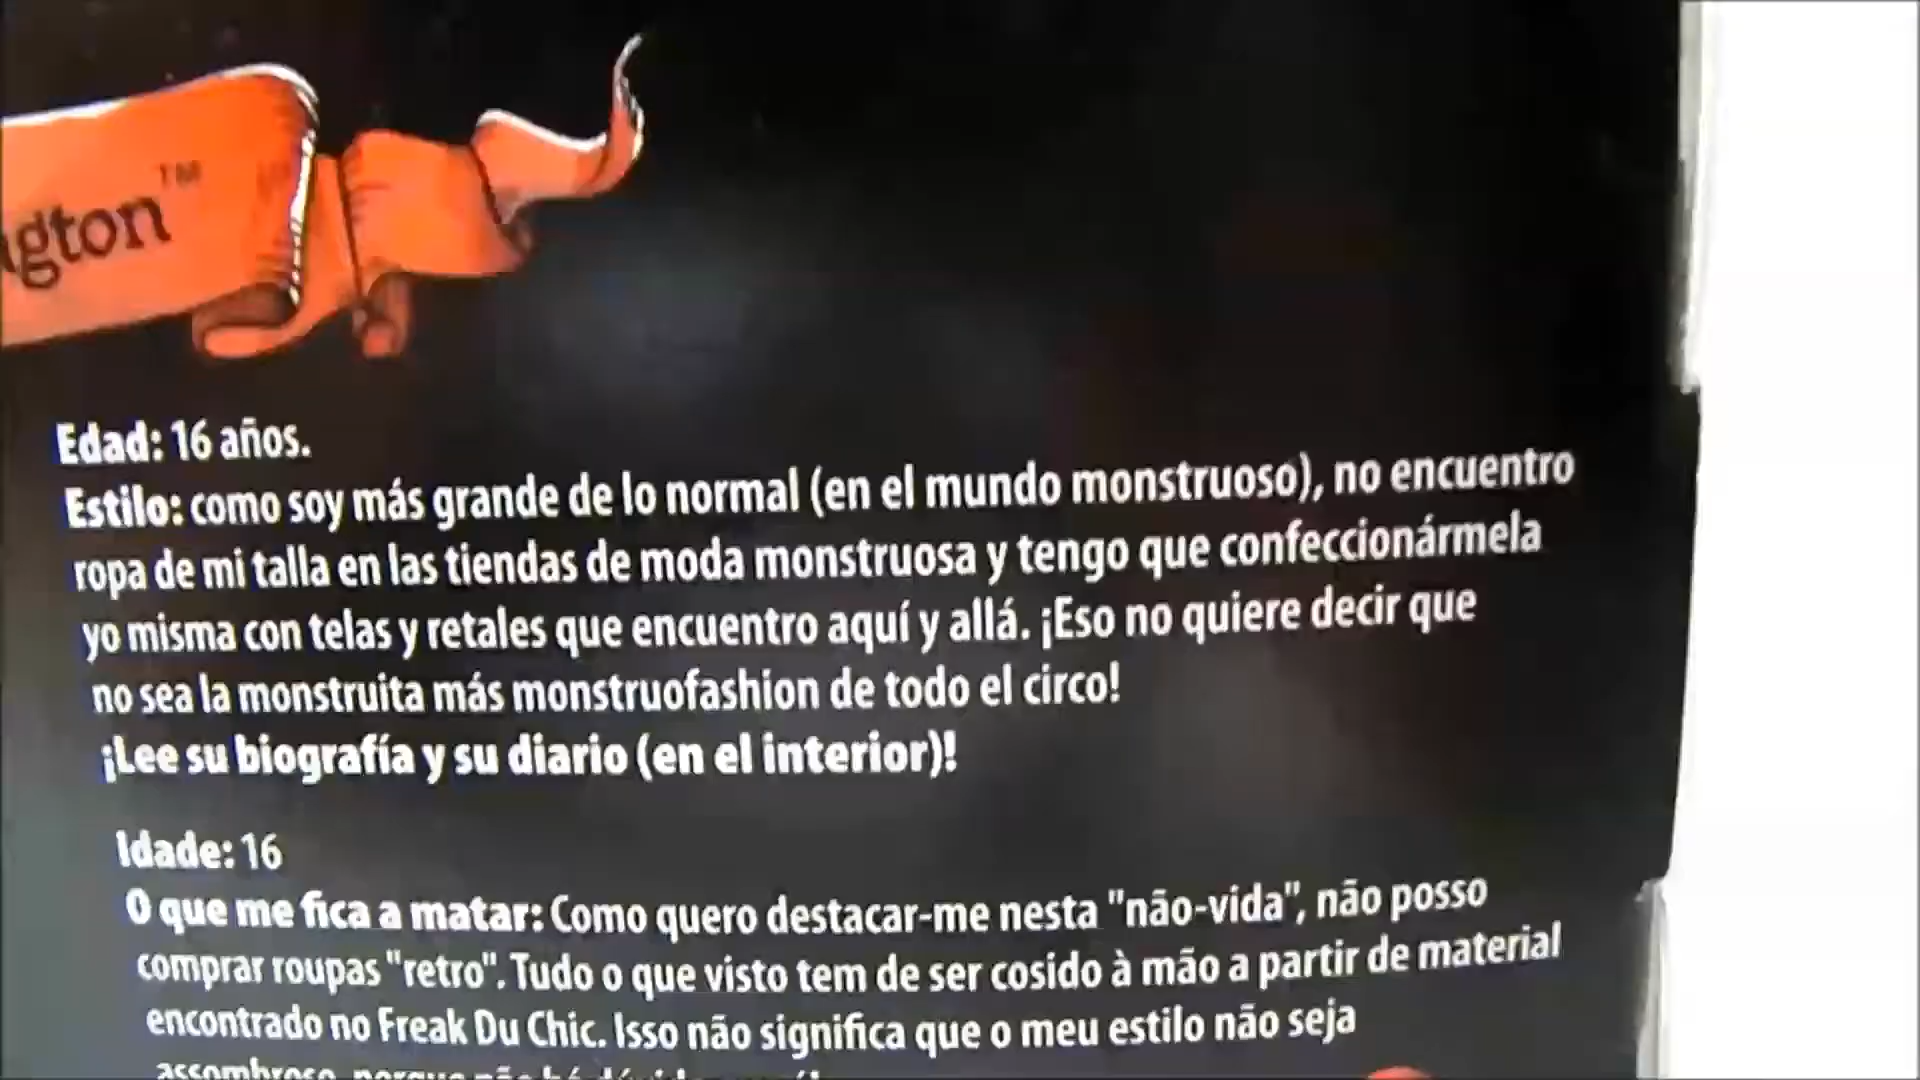 gton™
Edad: 16 años.
Estilo: como soy más grande de lo normal (en el mundo monstruoso), no encuentro
ropa de mi talla en las tiendas de moda monstruosa y tengo que confeccionármela
yo misma con telas y retales que encuentro aquí y allá. ¡Eso no quiere decir que
no sea la monstruita más monstruofashion de todo el circo!
¡Lee su biografía y su diario (en el interior)!
Idade: 16
O que me fica a matar: Como quero destacar-me nesta "não-vida", não posso
comprar roupas "retro". Tudo o que visto tem de ser cosido à mão a partir de material
encontrado no Freak Du Chic. Isso não significa que o meu estilo não seja
assombroso, porque não há